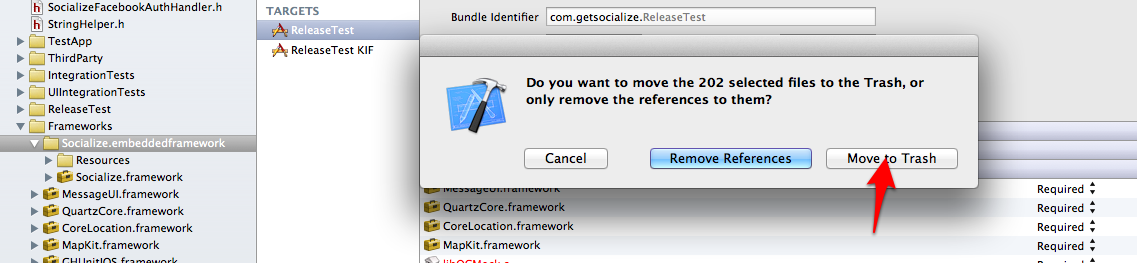 SocializeFacebookAuthHandler.h
StringHelper.h
TestApp
ThirdParty
IntegrationTests
UIIntegrationTests
ReleaseTest
Frameworks
Socialize.embeddedframework
Resources
Socialize.framework
MessageUI.framework
QuartzCore.framework
CoreLocation.framework
MapKit.framework
GHUnitIOS.framework
TARGETS
ReleaseTest
ReleaseTest KIF
Bundle Identifier com.getsocialize.ReleaseTest
Do you want to move the 202 selected files to the Trash, or
only remove the references to them?
Cancel Remove References Move to Trash
MessageUI.framework Required
QuartzCore.framework Required
CoreLocation.framework Required
MapKit.framework Required
libOCMock.a Required